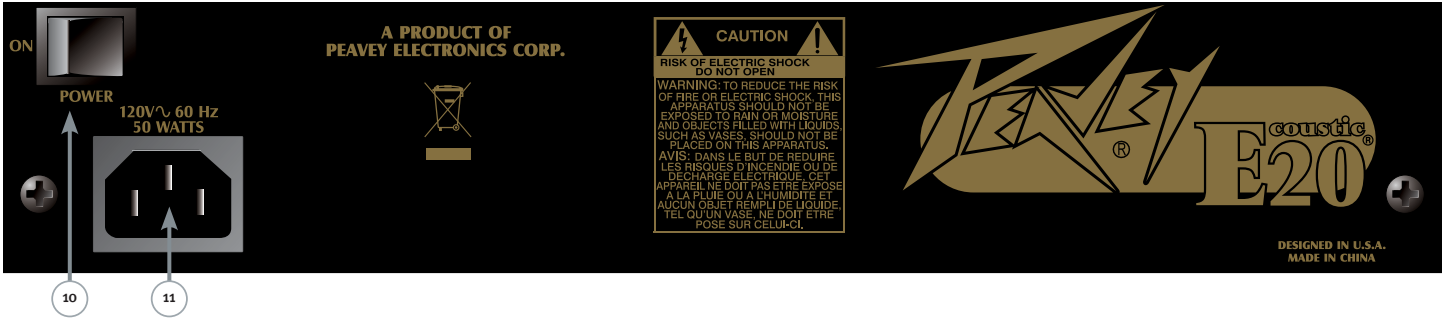 ON
POWER
120V∿ 60 Hz
50 WATTS
A PRODUCT OF
PEAVEY ELECTRONICS CORP.
CAUTION
RISK OF ELECTRIC SHOCK
DO NOT OPEN
WARNING: TO REDUCE THE RISK
OF FIRE OR ELECTRIC SHOCK, THIS
APPARATUS SHOULD NOT BE
EXPOSED TO RAIN OR MOISTURE
AND OBJECTS FILLED WITH LIQUIDS,
SUCH AS VASES, SHOULD NOT BE
PLACED ON THIS APPARATUS.
AVIS: DANS LE BUT DE REDUIRE
LES RISQUES D'INCENDIE OU DE
DECHARGE ELECTRIQUE, CET
APPAREIL NE DOIT PAS ETRE EXPOSE
A LA PLUIE OU A L'HUMIDITE ET
AUCUN OBJET REMPLI DE LIQUIDE,
TEL QU'UN VASE, NE DOIT ETRE
POSE SUR CELUI-CI.
PEAVEY®
Ecoustic®
E20
DESIGNED IN U.S.A.
MADE IN CHINA
10
11